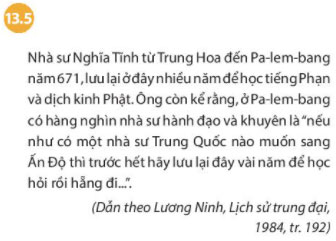 13.5
Nhà sư Nghĩa Tĩnh từ Trung Hoa đến Pa-lem-bang
năm 671, lưu lại ở đây nhiều năm để học tiếng Phạn
và dịch kinh Phật. Ông còn kể rằng, ở Pa-lem-bang
có hàng nghìn nhà sư hành đạo và khuyên là “nếu
như có một nhà sư Trung Quốc nào muốn sang
Ấn Độ thì trước hết hãy lưu lại đây vài năm để học
hỏi rồi hẵng đi...”.
(Dẫn theo Lương Ninh, Lịch sử trung đại,
1984, tr. 192)